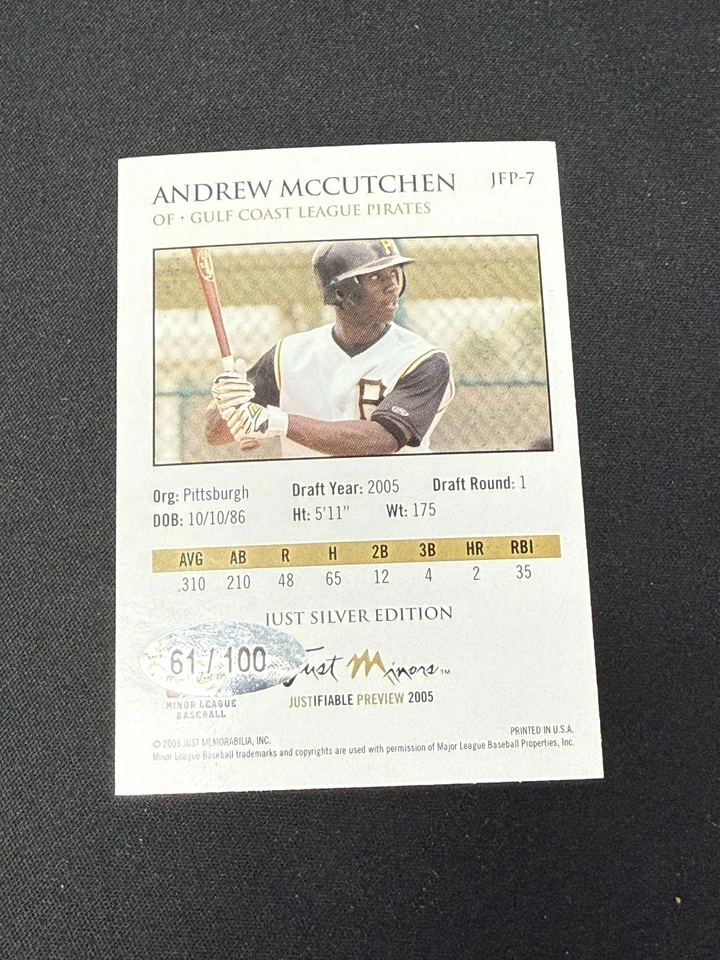 ANDREW MCCUTCHEN JFP-7
OF • GULF COAST LEAGUE PIRATES
P
P
Org: Pittsburgh Draft Year: 2005 Draft Round: 1
DOB: 10/10/86 Ht: 5'11" Wt: 175
AVG AB R H 2B 3B HR RBI
.310 210 48 65 12 4 2 35
JUST SILVER EDITION
61/100
Just Minors™
MINOR LEAGUE
BASEBALL
JUSTIFIABLE PREVIEW 2005
PRINTED IN U.S.A.
© 2005 JUST MEMORABILIA, INC.
Minor League Baseball trademarks and copyrights are used with permission of Major League Baseball Properties, Inc.